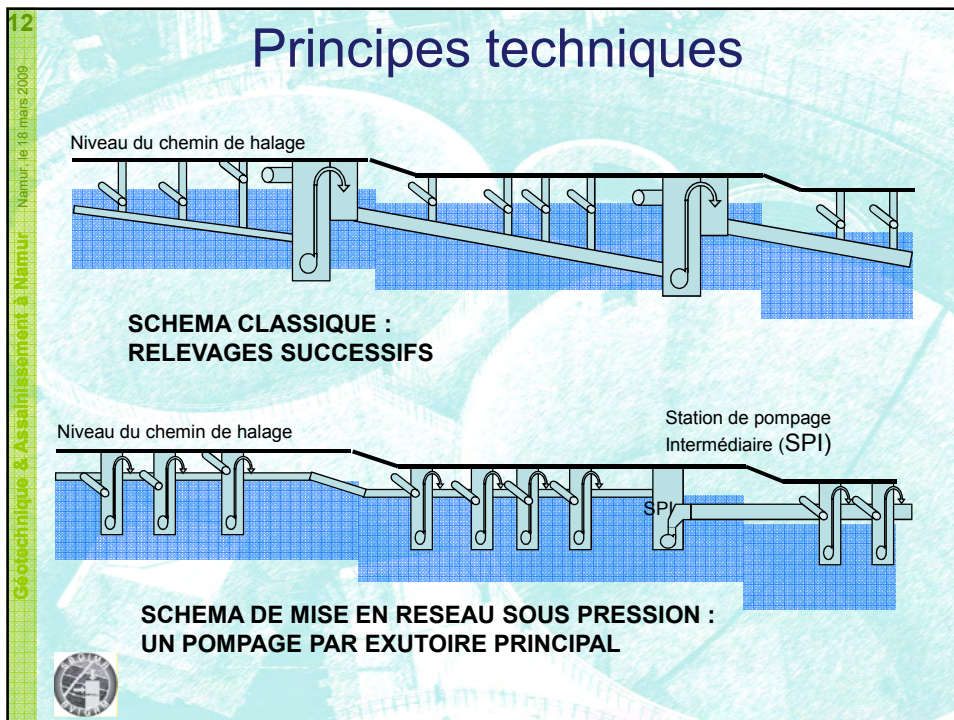 12
Principes techniques
Géotechnique & Assainissement à Namur Namur, le 18 mars 2009
Niveau du chemin de halage
SCHEMA CLASSIQUE :
RELEVAGES SUCCESSIFS
Station de pompage
Intermédiaire (SPI)
Niveau du chemin de halage
SPI
SCHEMA DE MISE EN RESEAU SOUS PRESSION :
UN POMPAGE PAR EXUTOIRE PRINCIPAL